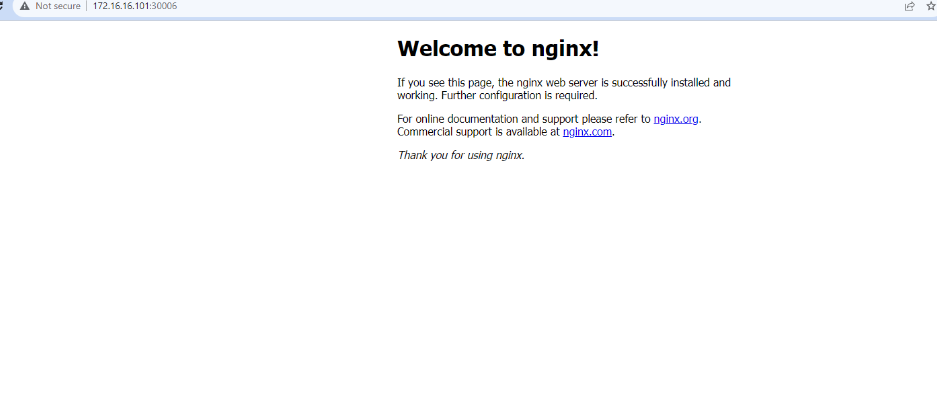 Not secure 172.16.16.101:30006
Welcome to nginx!
If you see this page, the nginx web server is successfully installed and
working. Further configuration is required.
For online documentation and support please refer to nginx.org.
Commercial support is available at nginx.com.
Thank you for using nginx.